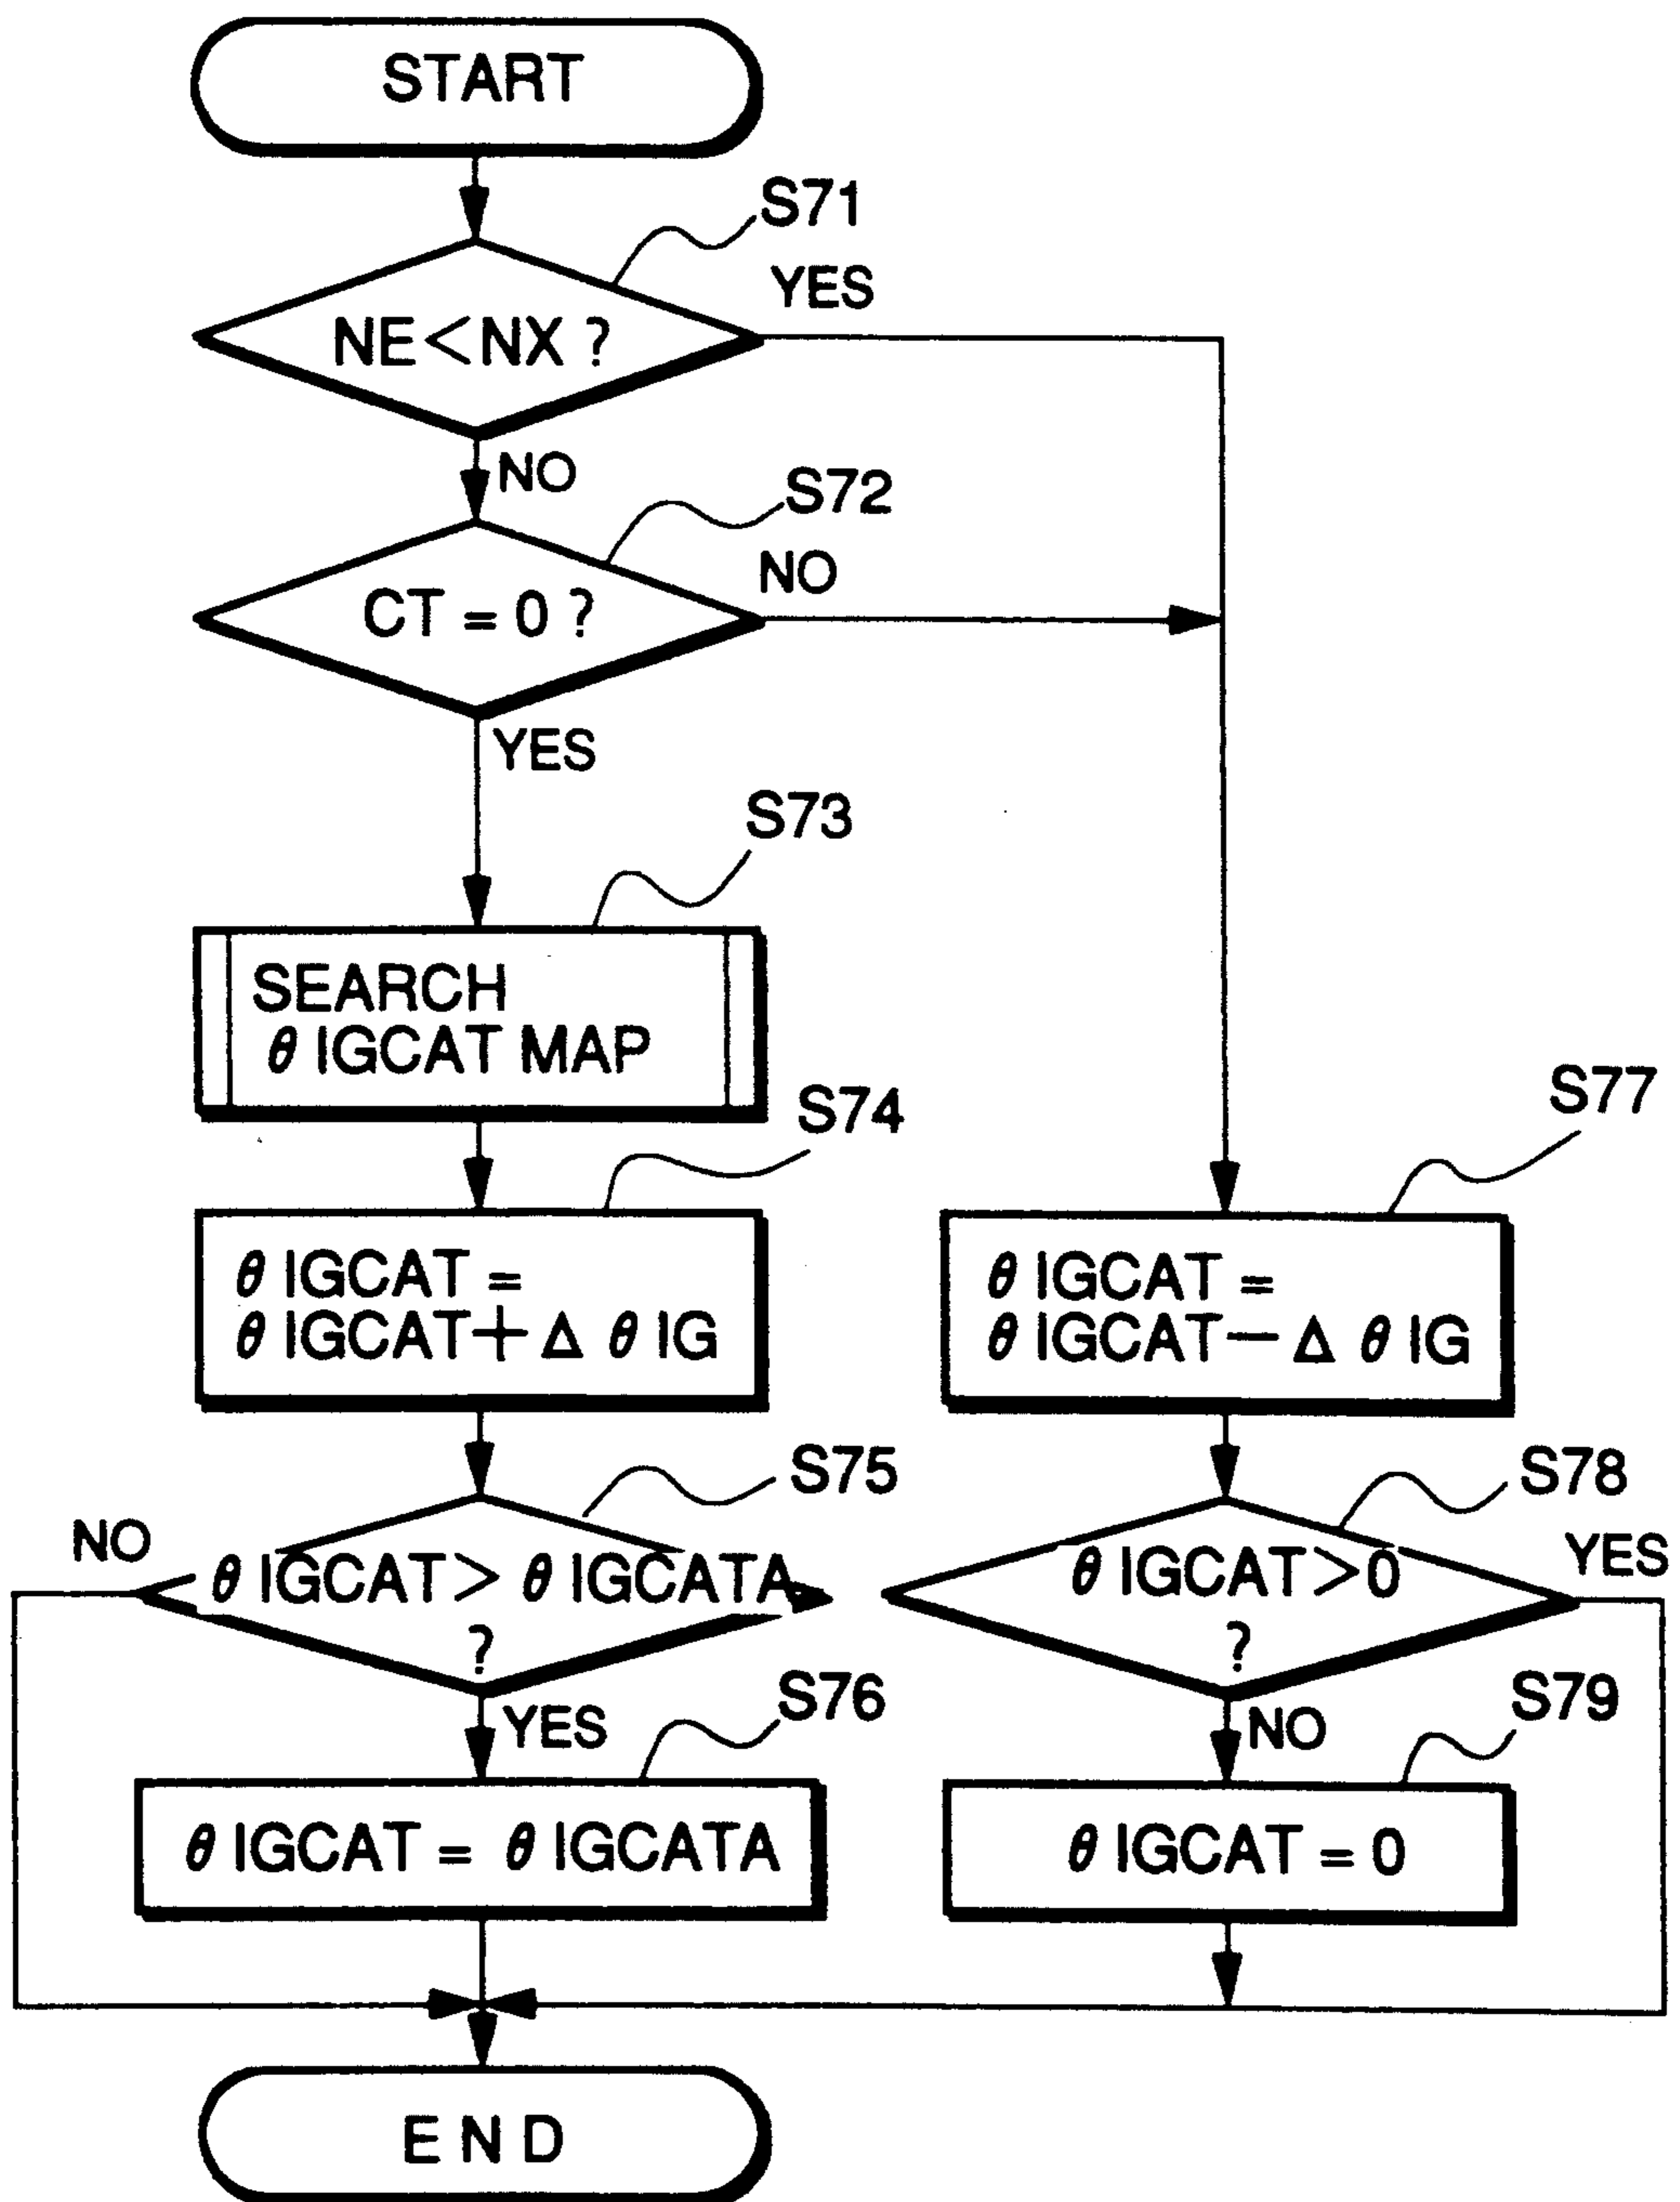 START
S71
YES
NE<NX ?
NO
S72
NO
CT = 0 ?
YES
S73
SEARCH
θ IGCAT MAP
S74
θ IGCAT =
θ IGCAT+Δ θ IG
S77
θ IGCAT =
θ IGCAT−Δ θ IG
S75
NO
θ IGCAT> θ IGCATA
?
YES
S78
YES
θ IGCAT>0
?
NO
S76
θ IGCAT = θ IGCATA
S79
θ IGCAT = 0
END